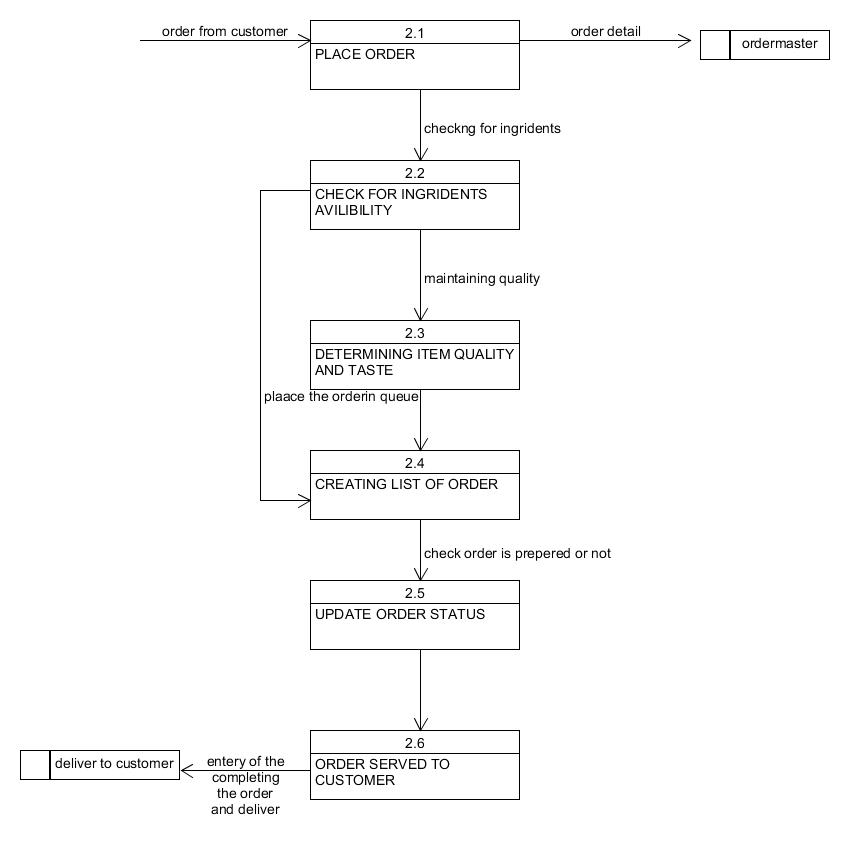 order from customer
2.1
PLACE ORDER
order detail
ordermaster
checkng for ingridents
2.2
CHECK FOR INGRIDENTS
AVILIBILITY
maintaining quality
2.3
DETERMINING ITEM QUALITY
AND TASTE
plaace the orderin queue
2.4
CREATING LIST OF ORDER
check order is prepered or not
2.5
UPDATE ORDER STATUS
2.6
ORDER SERVED TO
CUSTOMER
entery of the
completing
the order
and deliver
deliver to customer